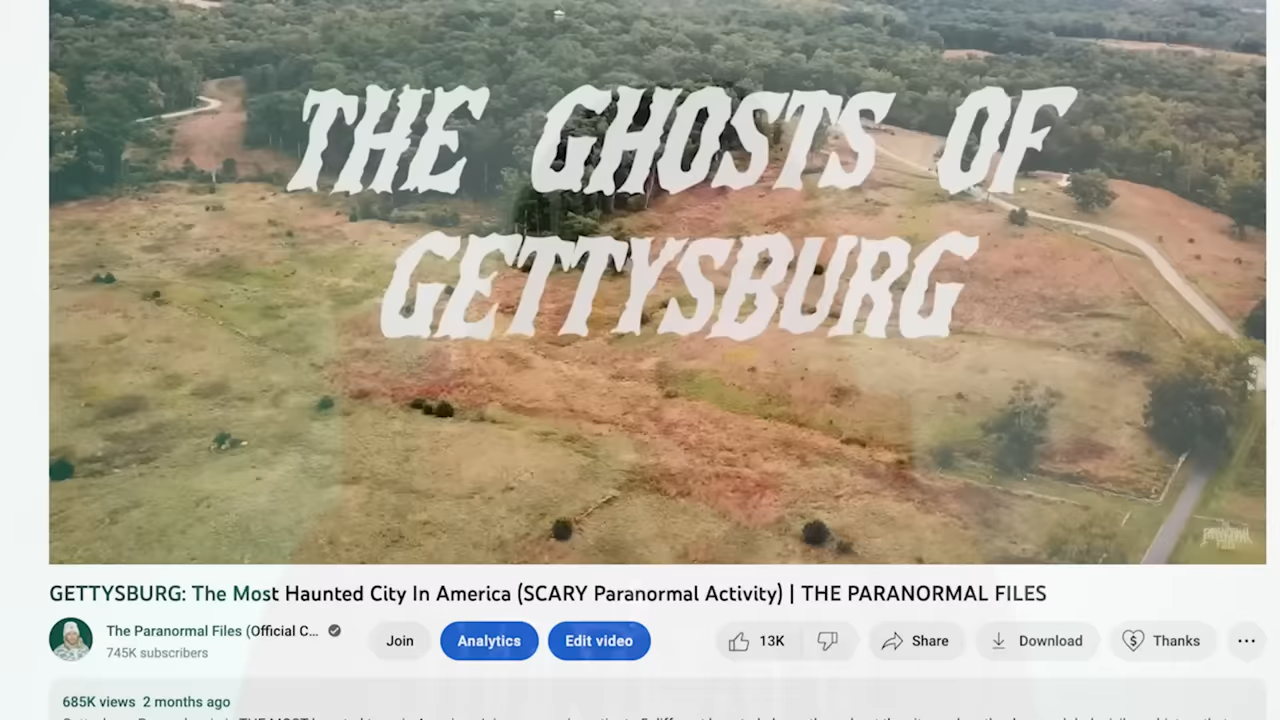 THE GHOSTS OF
GETTYSBURG
GETTYSBURG: The Most Haunted City In America (SCARY Paranormal Activity) | THE PARANORMAL FILES
The Paranormal Files (Official C...
745K subscribers
Join
Analytics
Edit video
13K
Share
Download
Thanks
685K views 2 months ago